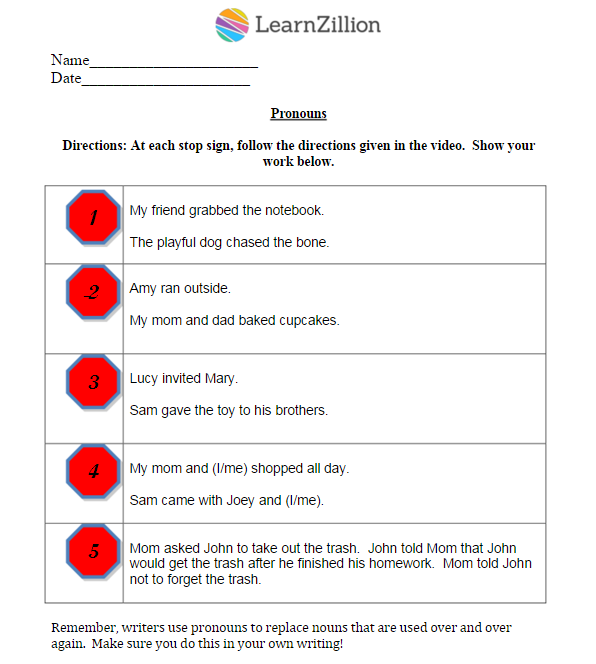 LearnZillion
Name____________________
Date____________________
Pronouns
Directions: At each stop sign, follow the directions given in the video. Show your
work below.
1
My friend grabbed the notebook.
The playful dog chased the bone.
2
Amy ran outside.
My mom and dad baked cupcakes.
3
Lucy invited Mary.
Sam gave the toy to his brothers.
4
My mom and (I/me) shopped all day.
Sam came with Joey and (I/me).
5
Mom asked John to take out the trash. John told Mom that John
would get the trash after he finished his homework. Mom told John
not to forget the trash.
Remember, writers use pronouns to replace nouns that are used over and over
again. Make sure you do this in your own writing!